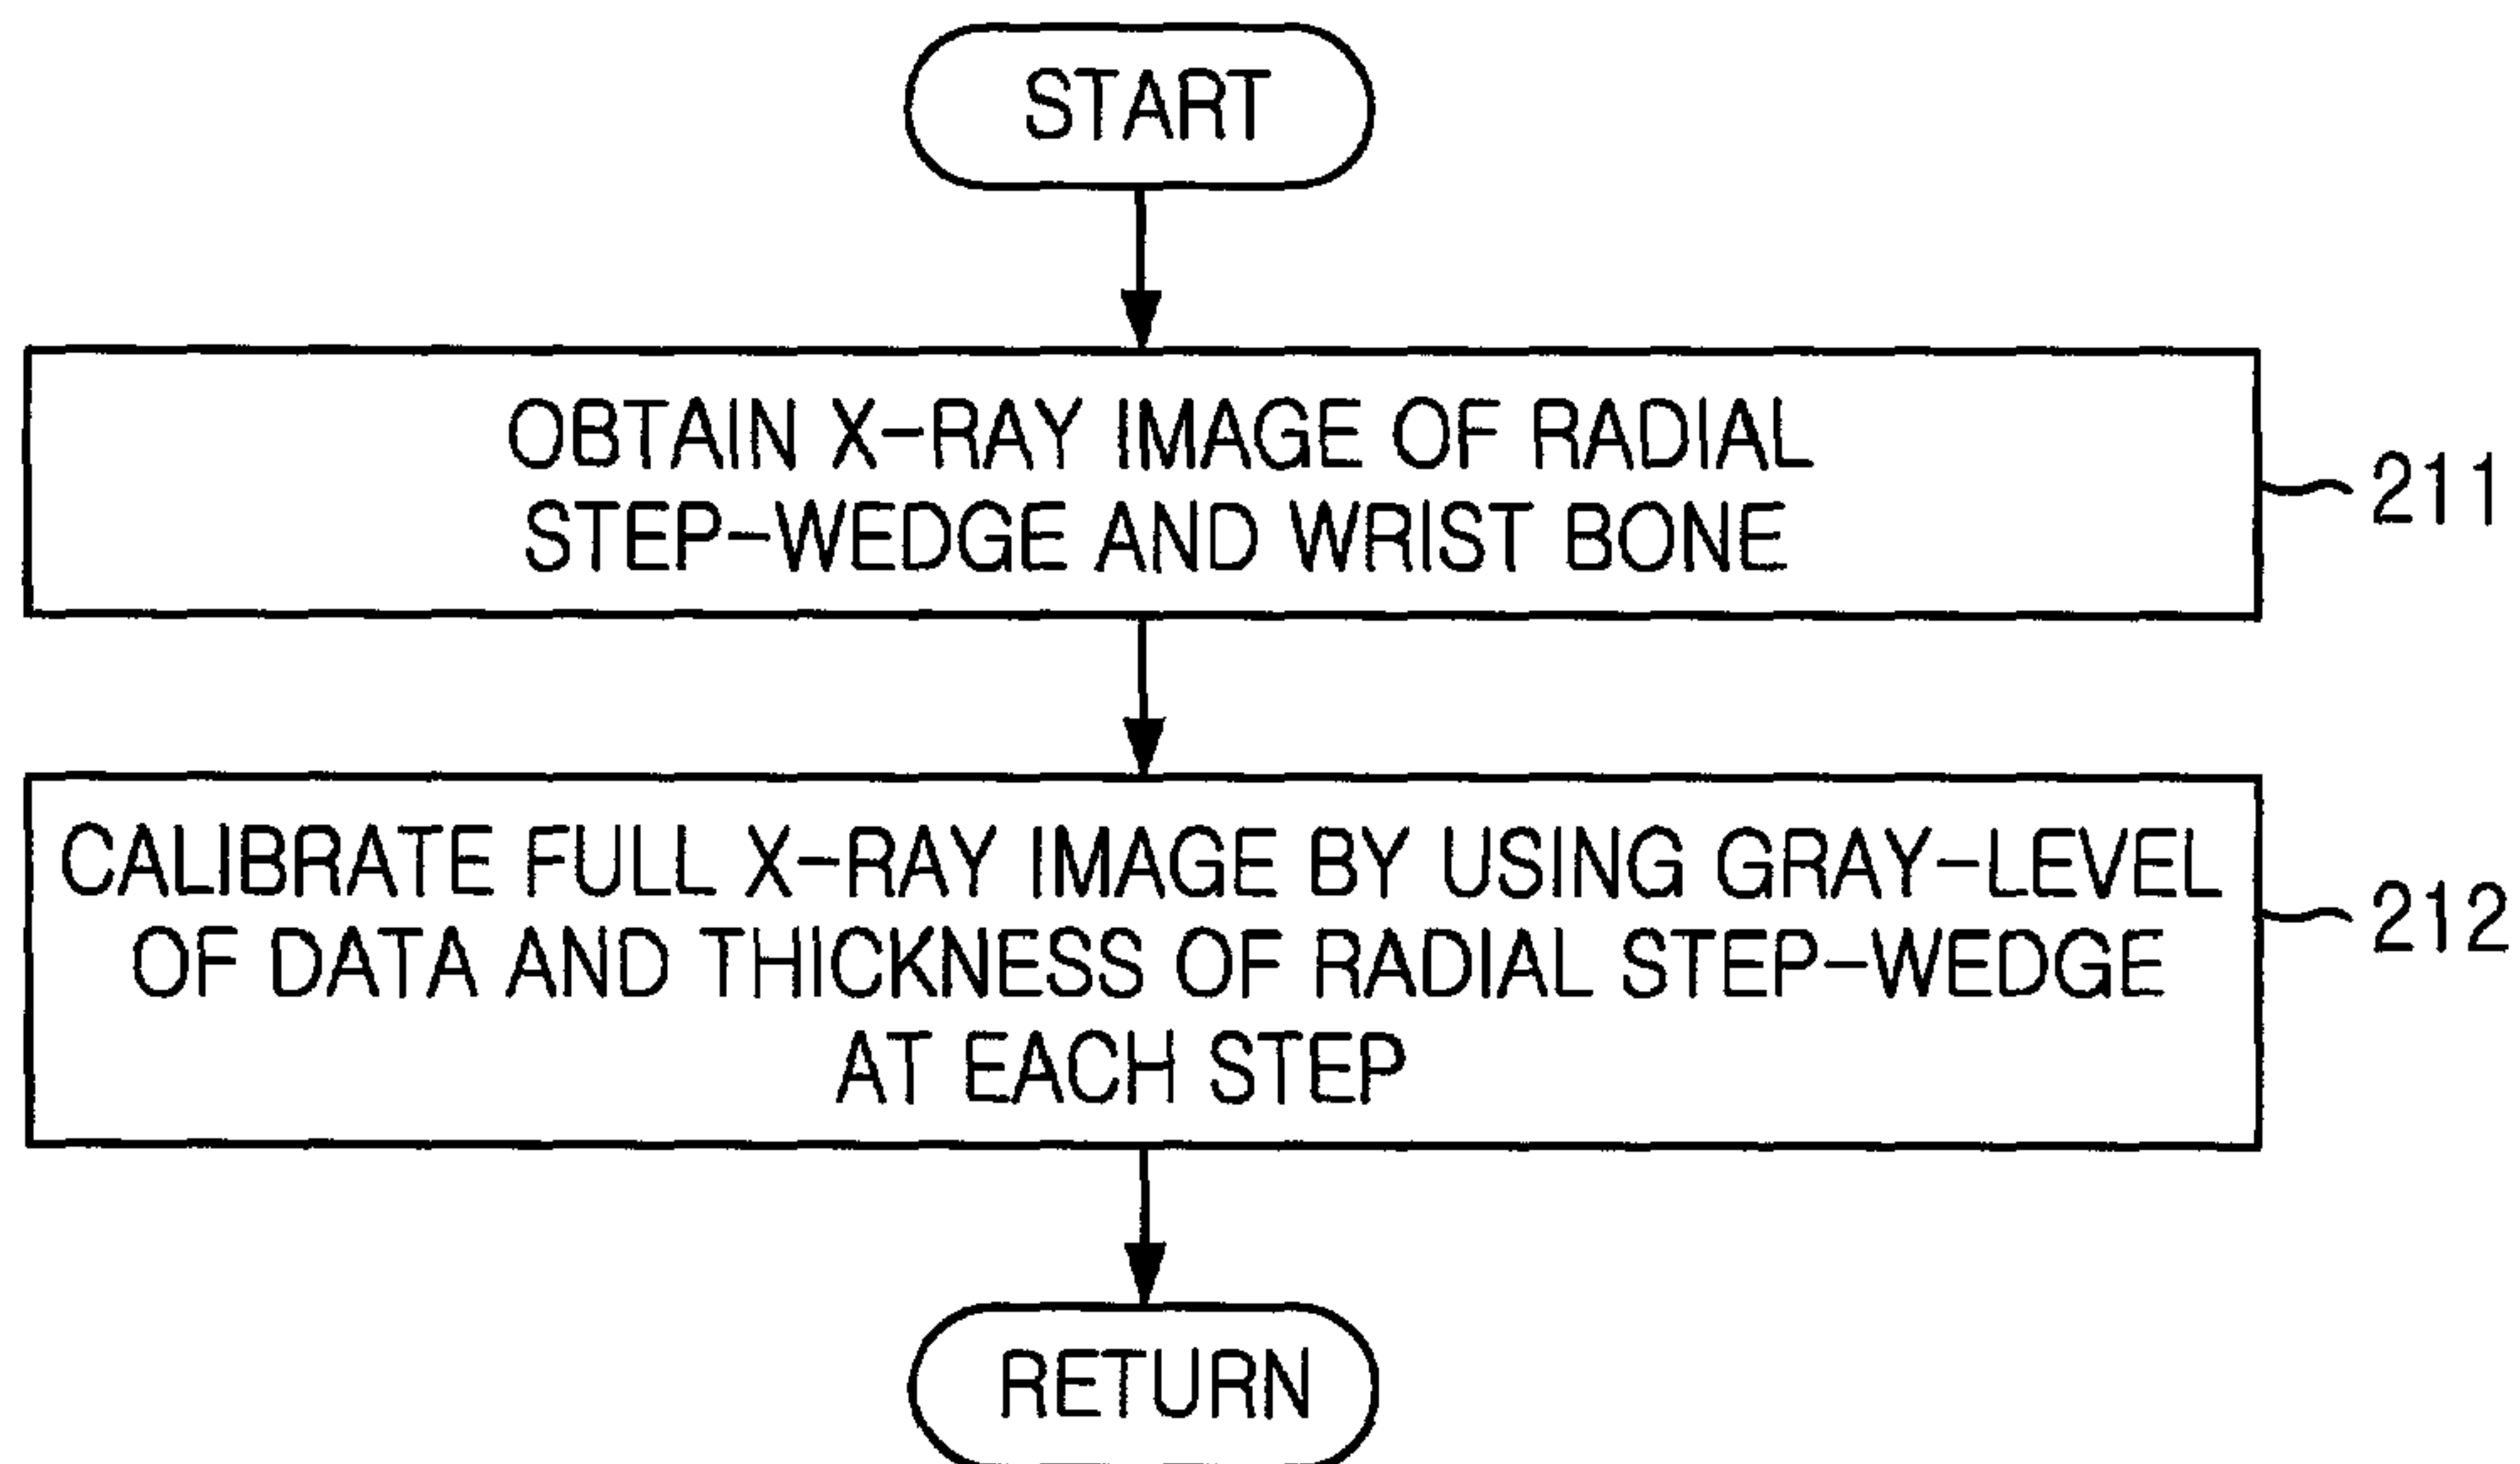 START
OBTAIN X-RAY IMAGE OF RADIAL
STEP-WEDGE AND WRIST BONE
211
CALIBRATE FULL X-RAY IMAGE BY USING GRAY-LEVEL
OF DATA AND THICKNESS OF RADIAL STEP-WEDGE
AT EACH STEP
212
RETURN